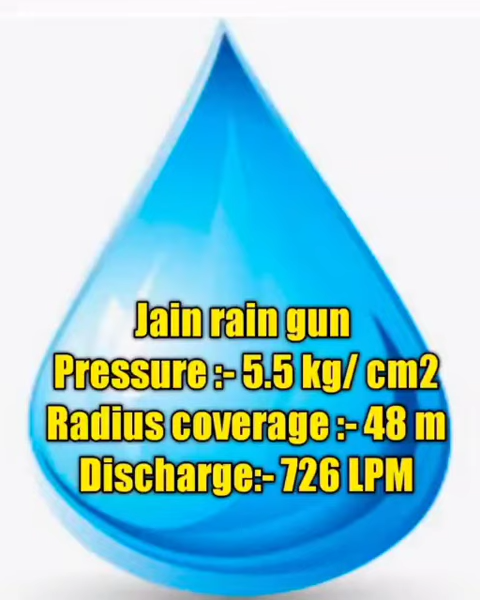 Jain rain gun
Pressure :- 5.5 kg/ cm2
Radius coverage :- 48 m
Discharge:- 726 LPM